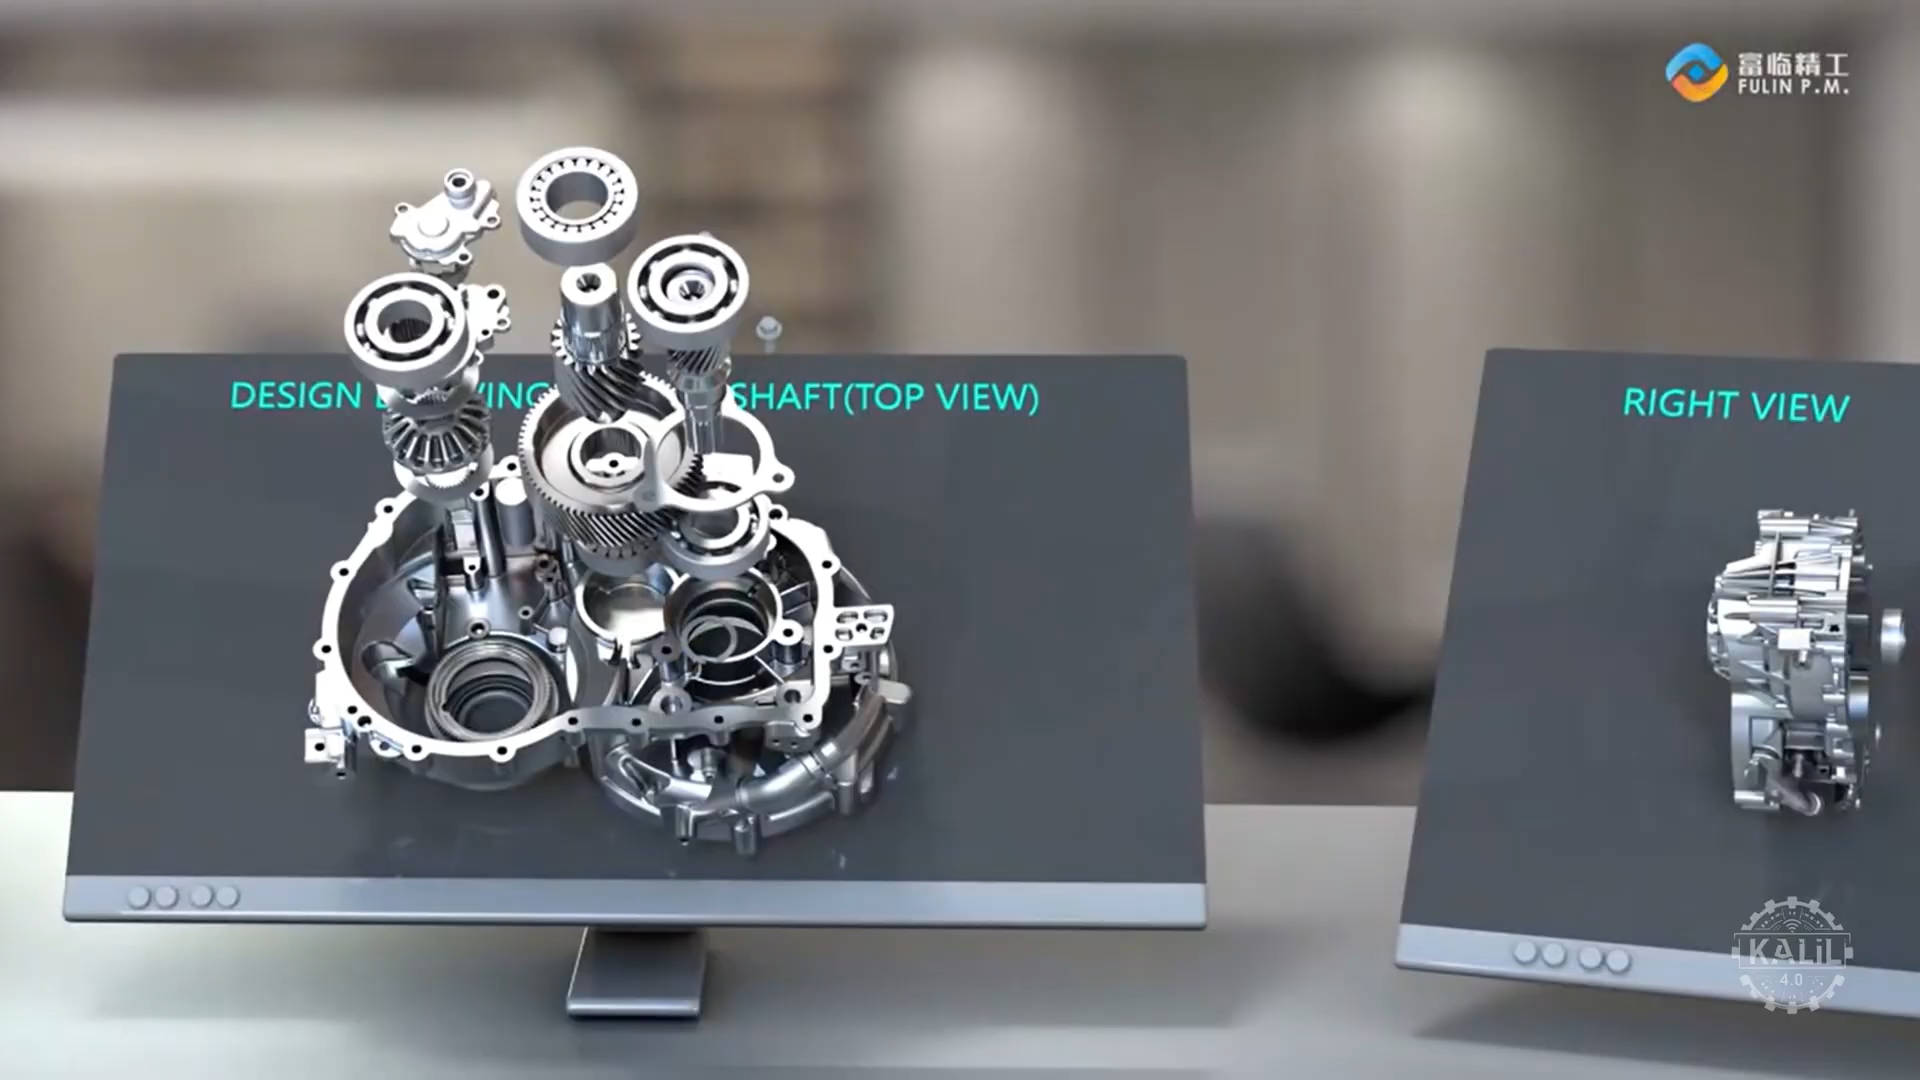 富临精工
FULIN P.M.
DESIGN SHAFT(TOP VIEW)
RIGHT VIEW
KALIL
4.0